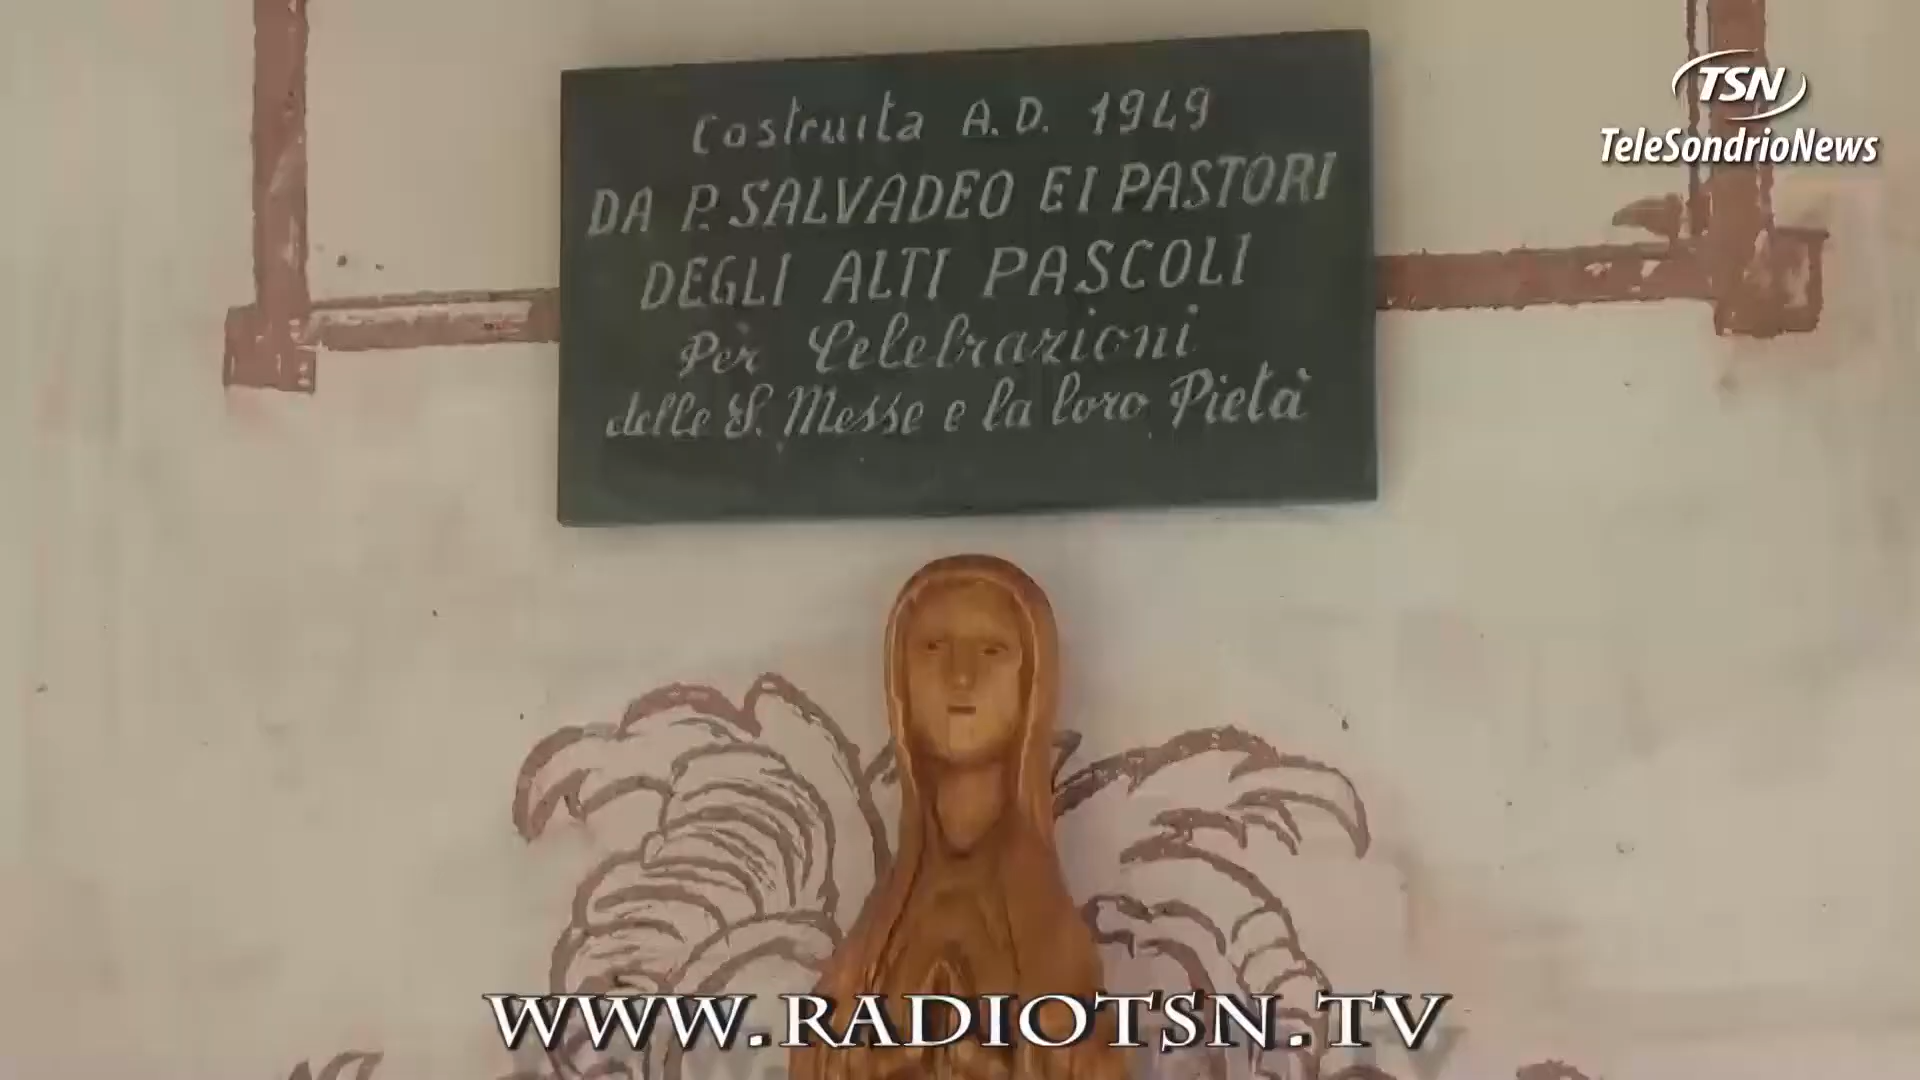 Costruita A.D. 1949
DA P. SALVADEO E I PASTORI
DEGLI ALTI PASCOLI
Per Celebrazioni
delle S. Messe e la loro Pietà
TSN
TeleSondrioNews
WWW.RADIOTSN.TV